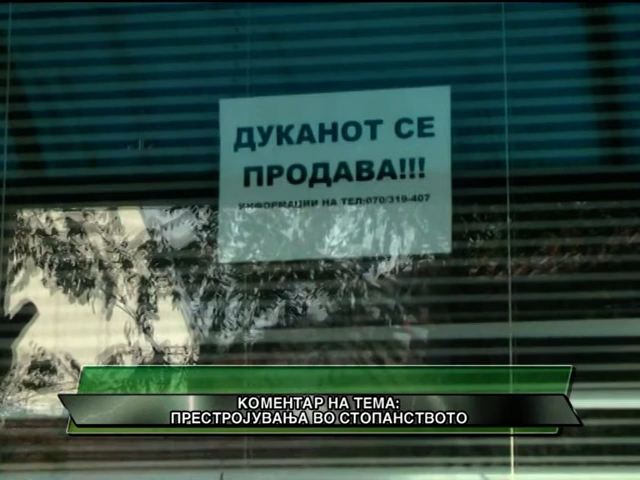 ДУКАНОТ СЕ
ПРОДАВА!!!
ИНФОРМАЦИИ НА ТЕЛ:070/319-407
КОМЕНТАР НА ТЕМА:
ПРЕСТРОЈУВАЊА ВО СТОПАНСТВОТО